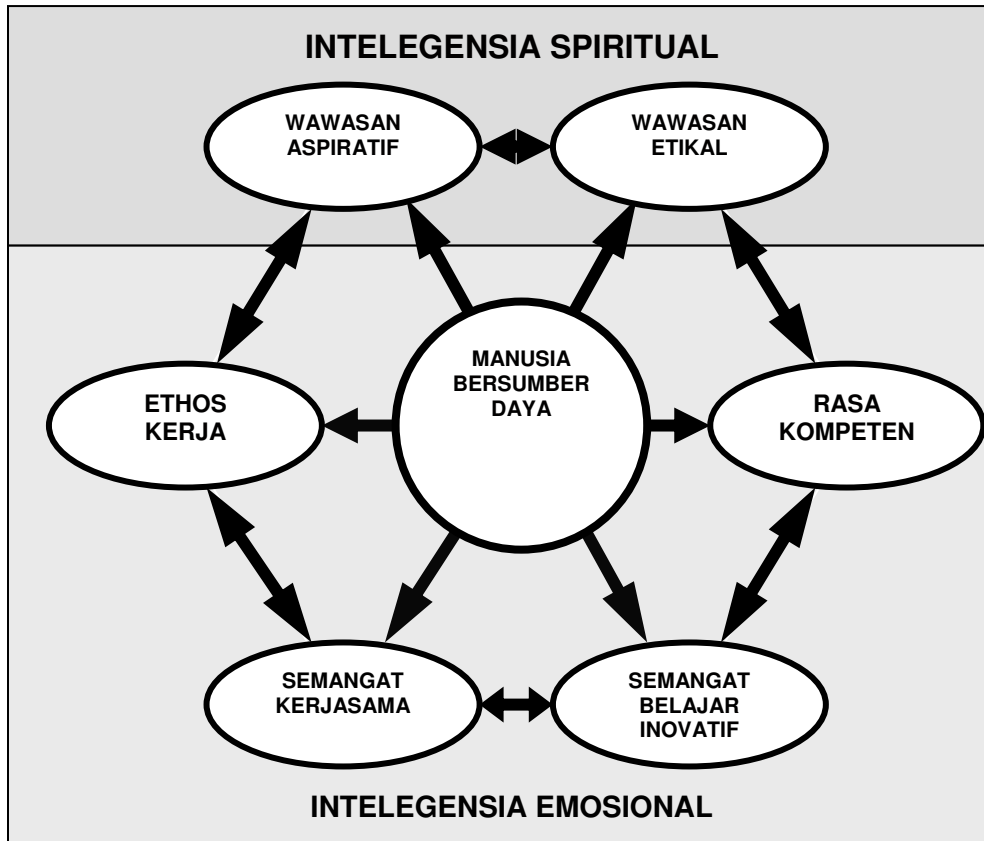 INTELEGENSIA SPIRITUAL
WAWASAN
ASPIRATIF
WAWASAN
ETIKAL
MANUSIA
BERSUMBER
DAYA
ETHOS
KERJA
RASA
KOMPETEN
SEMANGAT
KERJASAMA
SEMANGAT
BELAJAR
INOVATIF
INTELEGENSIA EMOSIONAL